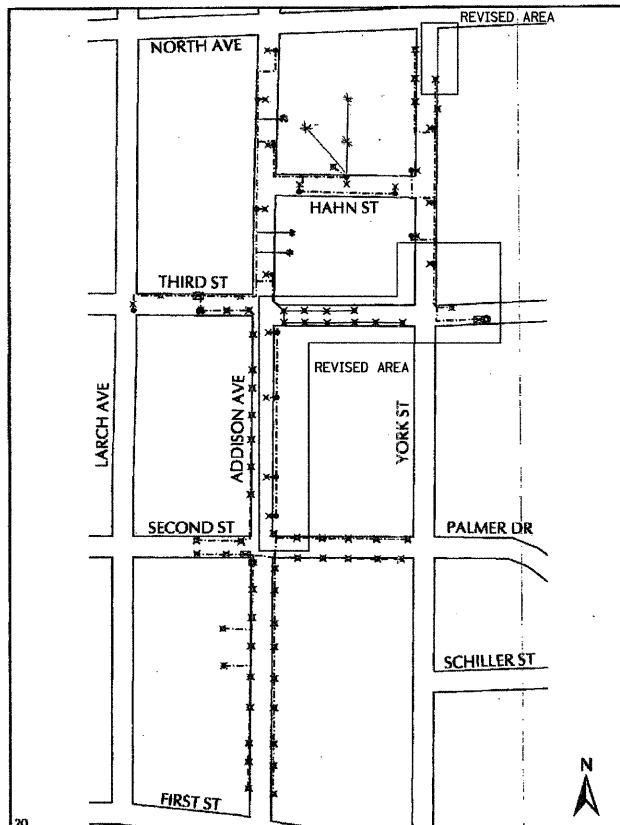 REVISED AREA
NORTH AVE
HAHN ST
THIRD ST
REVISED AREA
LARCH AVE
ADDISON AVE
YORK ST
SECOND ST
PALMER DR
SCHILLER ST
N
FIRST ST
20